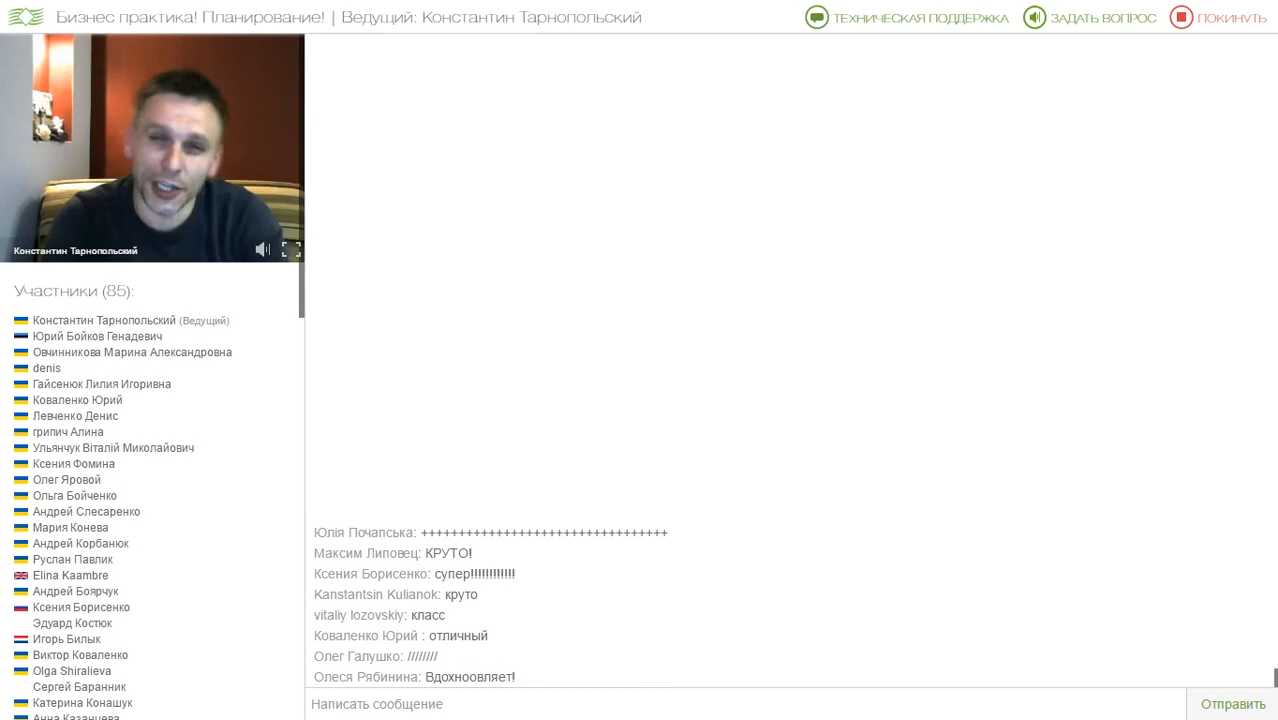 Бизнес практика! Планирование! | Ведущий: Константин Тарнопольский
ТЕХНИЧЕСКАЯ ПОДДЕРЖКА
ЗАДАТЬ ВОПРОС
ПОКИНУТЬ
Константин Тарнопольский
Участники (85):
Константин Тарнопольский (Ведущий)
Юрий Бойков Генадевич
Овчинникова Марина Александровна
denis
Гайсенюк Лилия Игоривна
Коваленко Юрий
Левченко Денис
грипич Алина
Ульянчук Віталій Миколайович
Ксения Фомина
Олег Яровой
Ольга Бойченко
Андрей Слесаренко
Мария Конева
Андрей Корбанюк
Руслан Павлик
Elina Kaambre
Андрей Боярчук
Ксения Борисенко
Эдуард Костюк
Игорь Билык
Виктор Коваленко
Olga Shiralieva
Сергей Баранник
Катерина Конашук
Анна Казанцева
Юлія Почапська: +++++++++++++++++++++++++++++++++
Максим Липовец: КРУТО!
Ксения Борисенко: супер!!!!!!!!!!!!
Kanstantsin Kulianok: круто
vitaliy lozovskiy: класс
Коваленко Юрий : отличный
Олег Галушко: ////////
Олеся Рябинина: Вдохноовляет!
Написать сообщение
Отправить